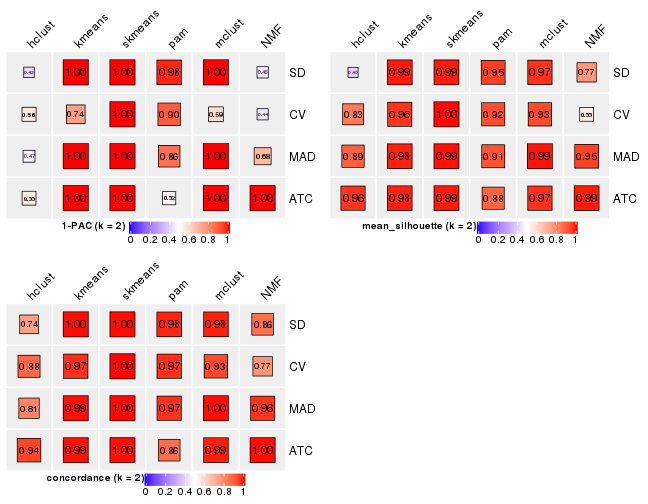 hclust kmeans skmeans pam mclust NMF
1.00 1.00 0.98 1.00 SD
0.56 0.74 1.00 0.90 0.59 0.44 CV
0.47 1.00 1.00 0.86 1.00 0.68 MAD
0.55 1.00 1.00 0.52 1.00 1.00 ATC
1-PAC (k = 2)
0 0.2 0.4 0.6 0.8 1
hclust kmeans skmeans pam mclust NMF
0.99 0.99 0.95 0.97 0.77 SD
0.83 0.96 1.00 0.92 0.93 0.55 CV
0.89 0.98 0.99 0.91 0.99 0.95 MAD
0.96 0.98 0.99 0.88 0.97 0.99 ATC
mean_silhouette (k = 2)
0 0.2 0.4 0.6 0.8 1
hclust kmeans skmeans pam mclust NMF
0.74 1.00 1.00 0.98 0.98 0.86 SD
0.88 0.97 1.00 0.97 0.93 0.77 CV
0.81 0.99 1.00 0.97 1.00 0.96 MAD
0.94 0.99 1.00 0.86 0.99 1.00 ATC
concordance (k = 2)
0 0.2 0.4 0.6 0.8 1